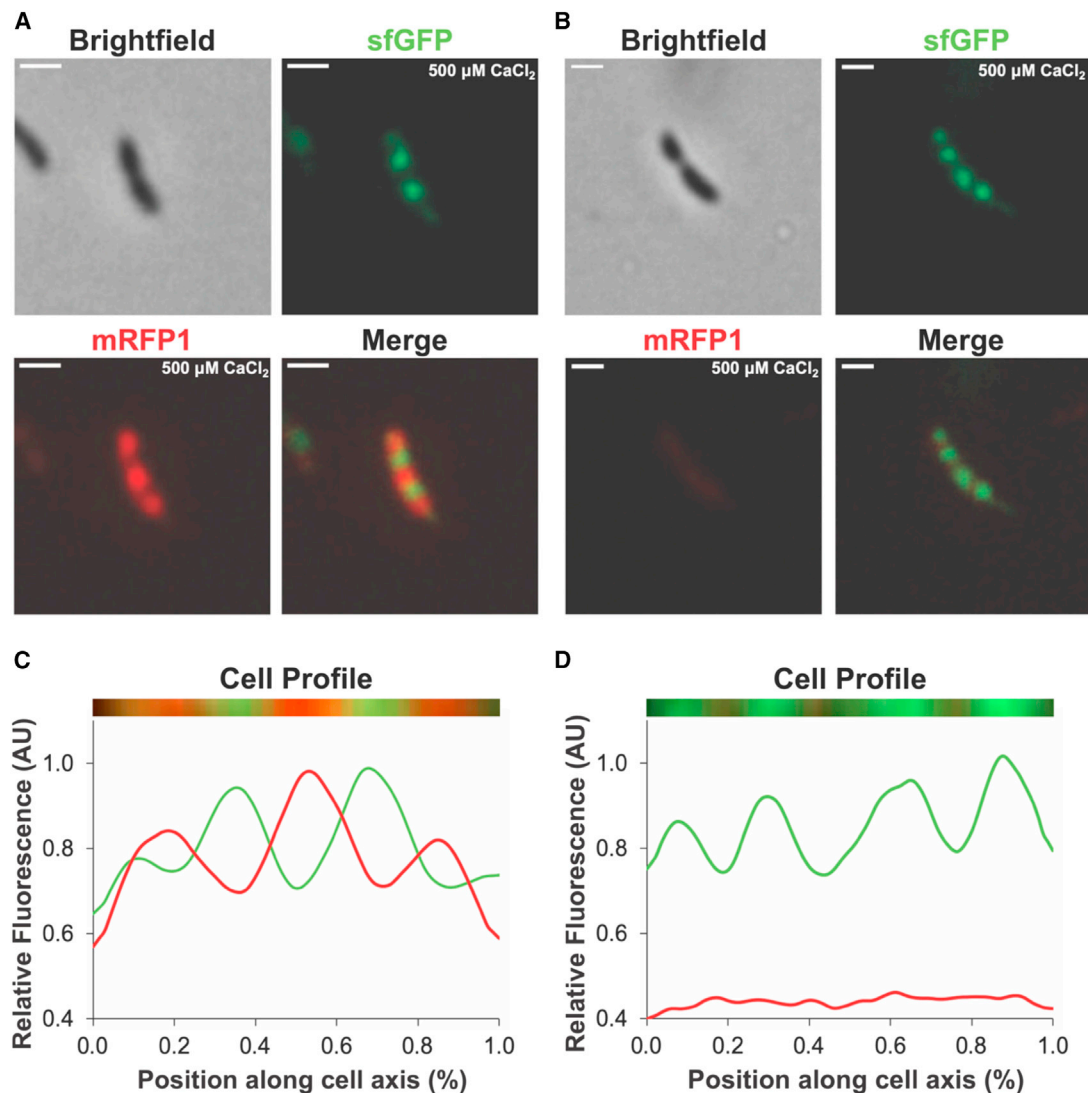 A
Brightfield
sfGFP
500 µM CaCl₂
mRFP1
500 µM CaCl₂
Merge
B
Brightfield
sfGFP
500 µM CaCl₂
mRFP1
500 µM CaCl₂
Merge
C
Cell Profile
Relative Fluorescence (AU)
1.0
0.8
0.6
0.4
0.0 0.2 0.4 0.6 0.8 1.0
Position along cell axis (%)
D
Cell Profile
Relative Fluorescence (AU)
1.0
0.8
0.6
0.4
0.0 0.2 0.4 0.6 0.8 1.0
Position along cell axis (%)